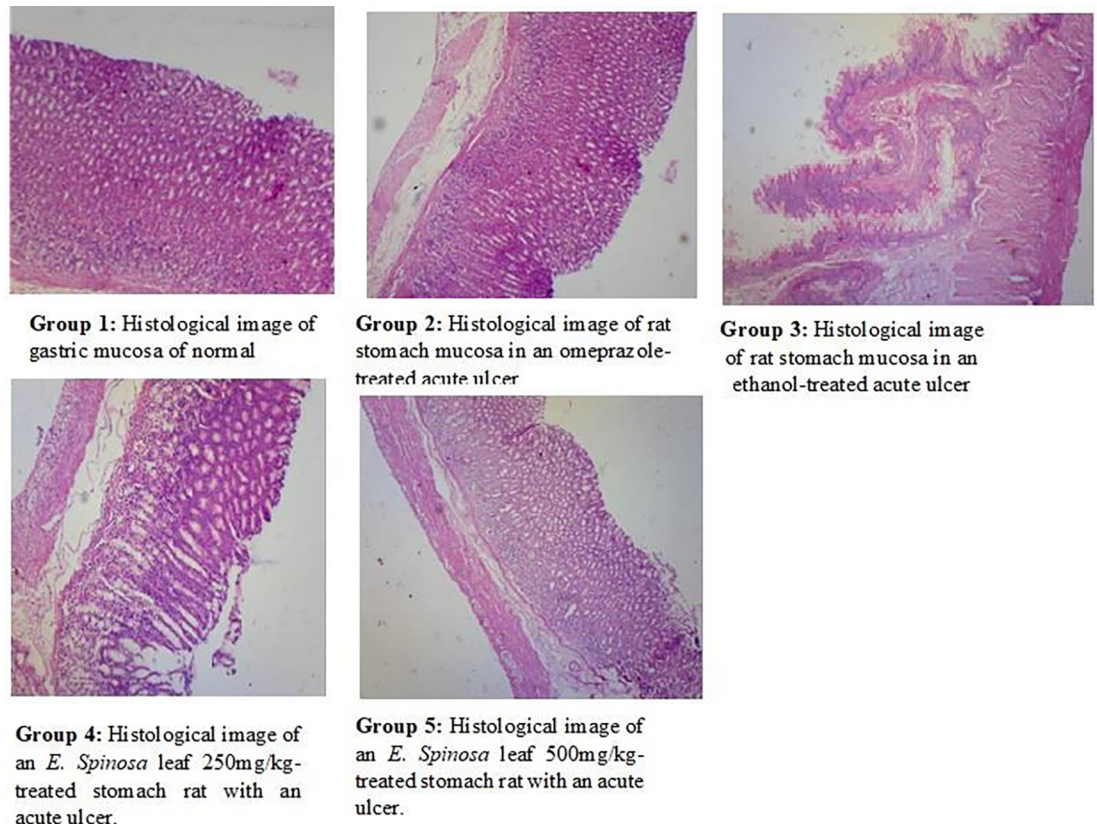 Group 1: Histological image of
gastric mucosa of normal
Group 2: Histological image of rat
stomach mucosa in an omeprazole-
treated acute ulcer
Group 3: Histological image
of rat stomach mucosa in an
ethanol-treated acute ulcer
Group 4: Histological image of
an E. Spinosa leaf 250mg/kg-
treated stomach rat with an
acute ulcer.
Group 5: Histological image of
an E. Spinosa leaf 500mg/kg-
treated stomach rat with an acute
ulcer.